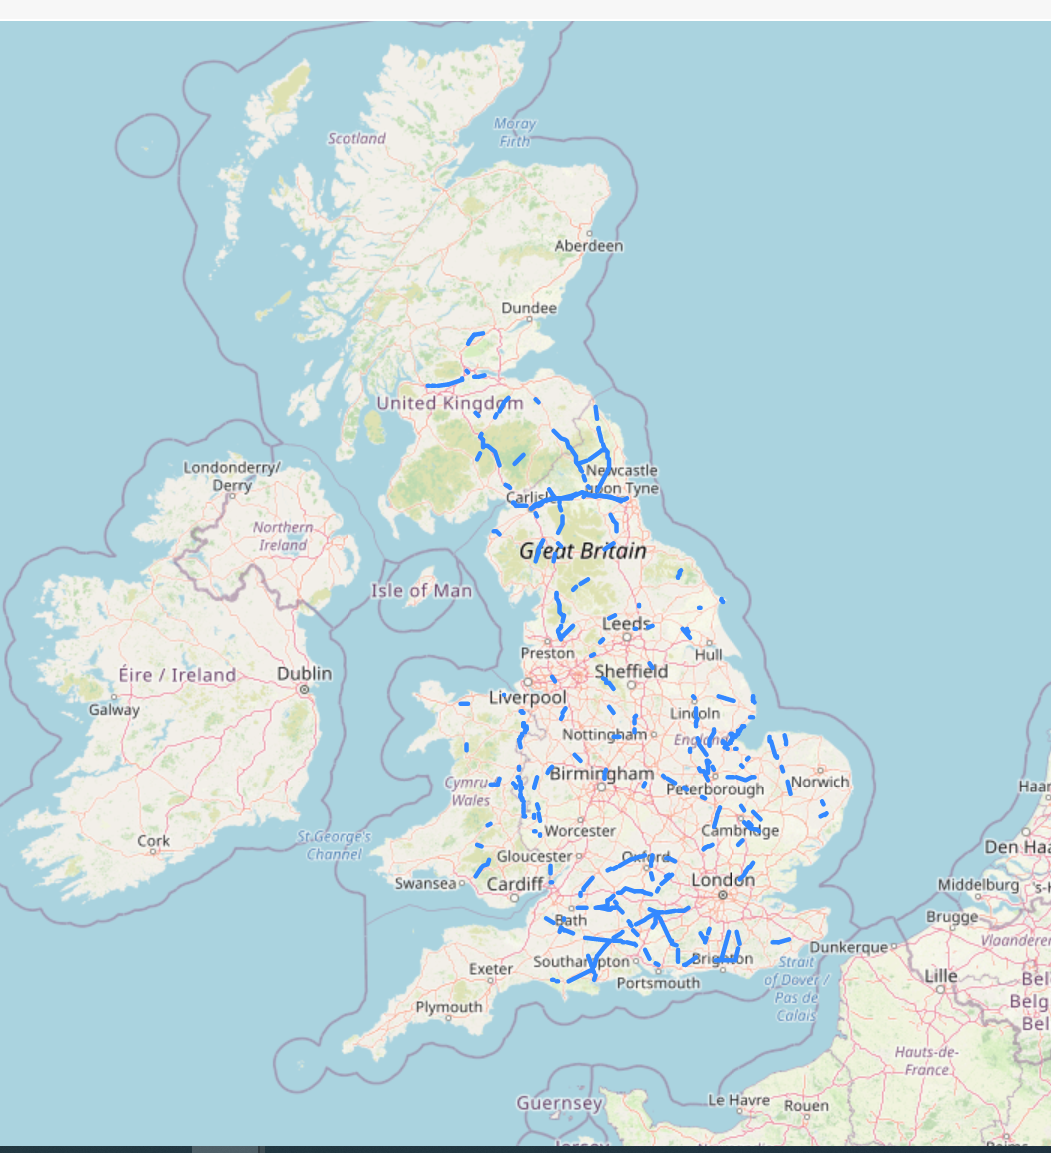 Scotland
Moray
Firth
Aberdeen
Dundee
United Kingdom
Londonderry/
Derry
Newcastle
upon Tyne
Carlisle
Northern
Ireland
Great Britain
Isle of Man
Leeds
Preston
Hull
Éire / Ireland
Dublin
Sheffield
Liverpool
Galway
Lincoln
Nottingham
England
Birmingham
Norwich
Cymru
Wales
Peterborough
Cork
St.George's
Channel
Worcester
Cambridge
Gloucester
Oxford
Swansea
Cardiff
London
Middelburg
Den Haa
Haar
's-H
Bath
Brugge
Vlaanderen
Southampton
Brighton
Dunkerque
Exeter
Portsmouth
Strait
of Dover /
Pas de
Calais
Lille
Bel
Belg
Bel
Plymouth
Hauts-de-
France
Guernsey
Le Havre
Rouen
Jersey
Reims